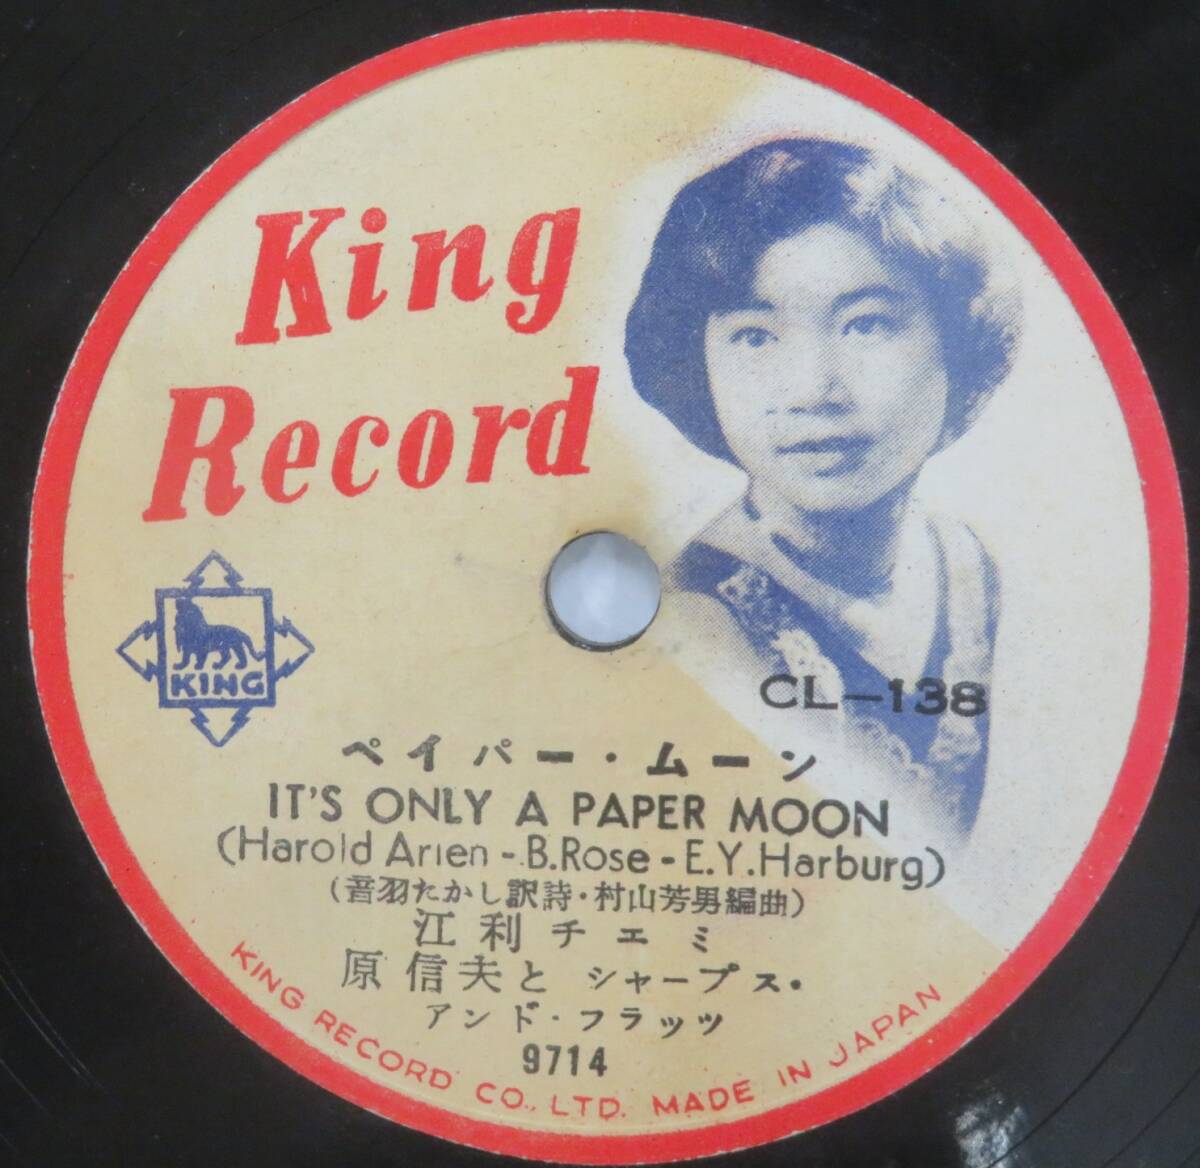 King
Record
KING
CL-138
ペイパー・ムーン
IT'S ONLY A PAPER MOON
(Harold Arlen - B. Rose - E.Y. Harburg)
(音羽たかし訳詩・村山芳男編曲)
江利チエミ
原信夫と シャープス・
アンド・フラッツ
9714
KING RECORD CO., LTD. MADE IN JAPAN